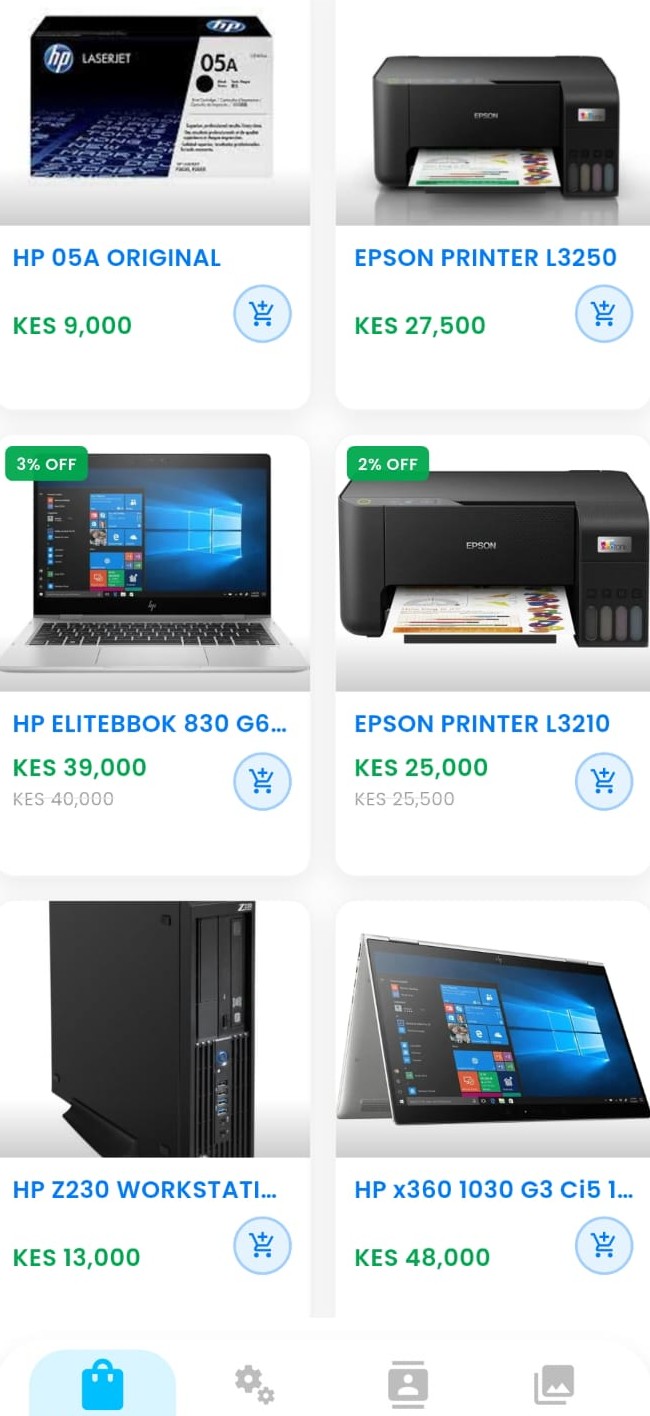 hp
hp
LASERJET
05A
EPSON
HP 05A ORIGINAL
EPSON PRINTER L3250
KES 9,000
KES 27,500
3% OFF
2% OFF
EPSON
hp
HP ELITEBBOK 830 G6...
EPSON PRINTER L3210
KES 39,000
KES 25,000
KES 40,000
KES 25,500
Z230
HP Z230 WORKSTATI...
HP x360 1030 G3 Ci5 1...
KES 13,000
KES 48,000